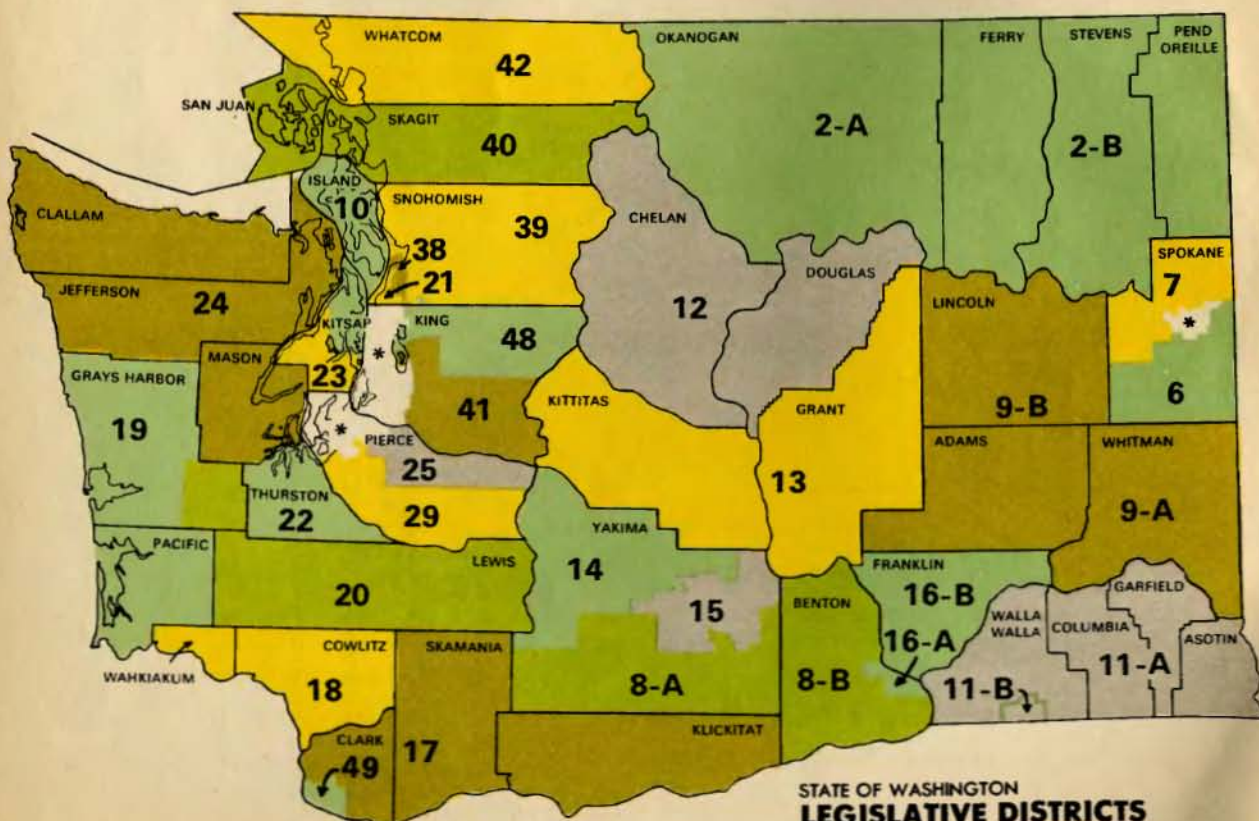 WHATCOM
42
OKANOGAN
FERRY
STEVENS
PEND
OREILLE
SAN JUAN
SKAGIT
40
2-A
2-B
ISLAND
10
SNOHOMISH
39
CLALLAM
CHELAN
38
21
DOUGLAS
SPOKANE
7
*
JEFFERSON
24
12
LINCOLN
KITSAP
KING
48
*
MASON
23
GRAYS HARBOR
19
41
KITTITAS
GRANT
9-B
6
*
PIERCE
25
ADAMS
WHITMAN
13
THURSTON
22
29
YAKIMA
9-A
PACIFIC
LEWIS
20
14
FRANKLIN
16-B
GARFIELD
15
BENTON
WALLA
WALLA
COLUMBIA
ASOTIN
16-A
COWLITZ
SKAMANIA
WAHKIAKUM
18
8-A
8-B
11-B
11-A
CLARK
49
17
KLICKITAT
STATE OF WASHINGTON
LEGISLATIVE DISTRICTS